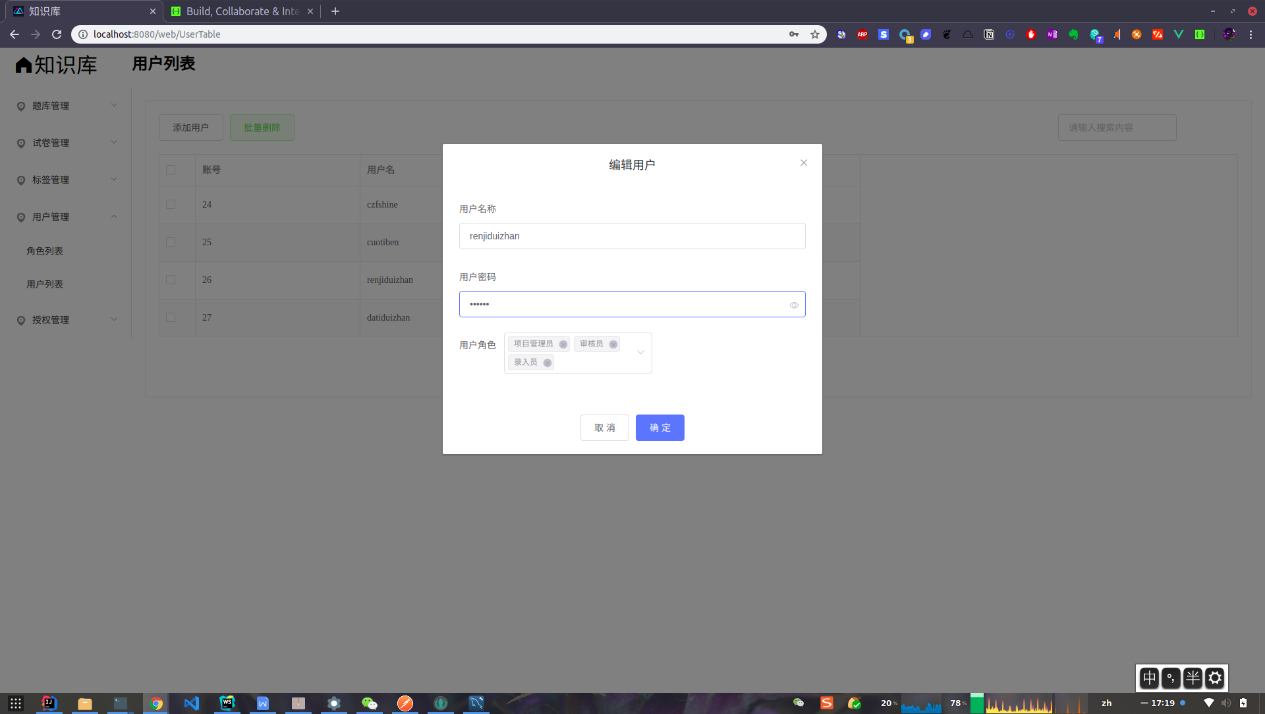 知识库
Build, Collaborate & Inte
localhost:8080/web/UserTable
知识库
用户列表
题库管理
试卷管理
标签管理
用户管理
角色列表
用户列表
授权管理
添加用户
批量删除
请输入搜索内容
账号
用户名
24
czfshine
25
cuotiben
26
renjiduizhan
27
datiduizhan
编辑用户
用户名称
renjiduizhan
用户密码
••••••
用户角色
项目管理员
审核员
录入员
取 消
确 定
中 °, 半
20%
78%
zh
17:19